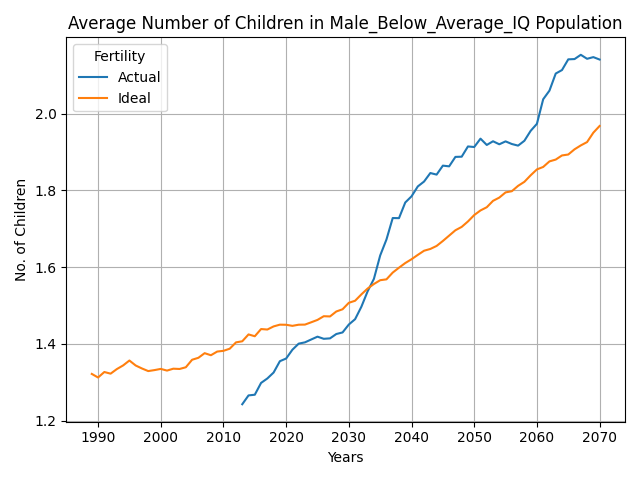 Average Number of Children in Male_Below_Average_IQ Population
Fertility
Actual
Ideal
No. of Children
2.0
1.8
1.6
1.4
1.2
1990 2000 2010 2020 2030 2040 2050 2060 2070
Years